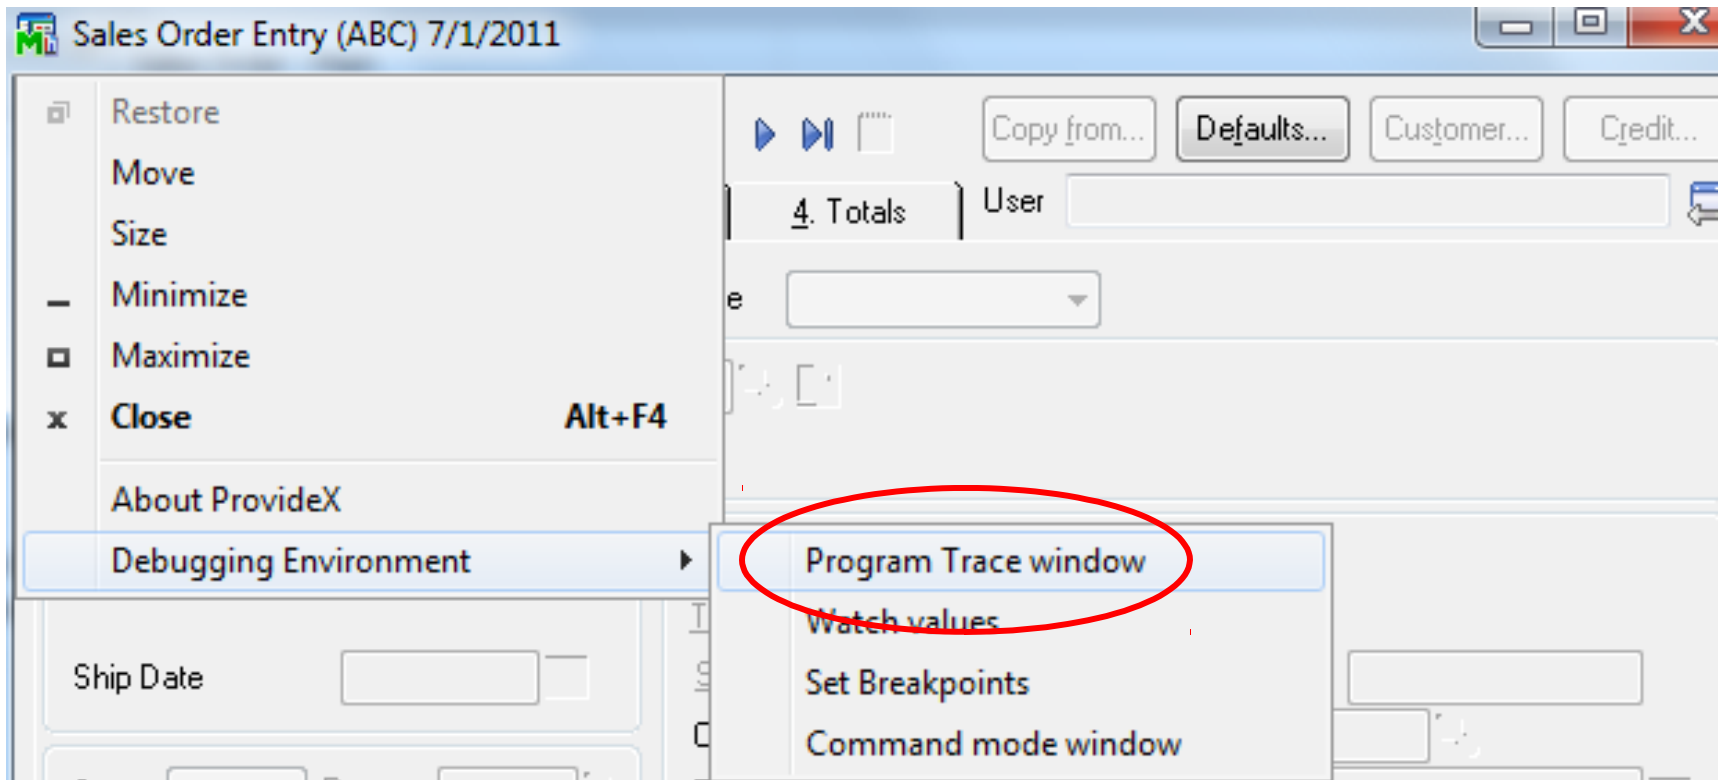 Sales Order Entry (ABC) 7/1/2011
Restore
Move
Size
Minimize
Maximize
Close Alt+F4
About ProvideX
Debugging Environment
Program Trace window
Watch values
Set Breakpoints
Command mode window
Copy from...
Defaults...
Customer...
Credit...
4. Totals
User
e
Ship Date